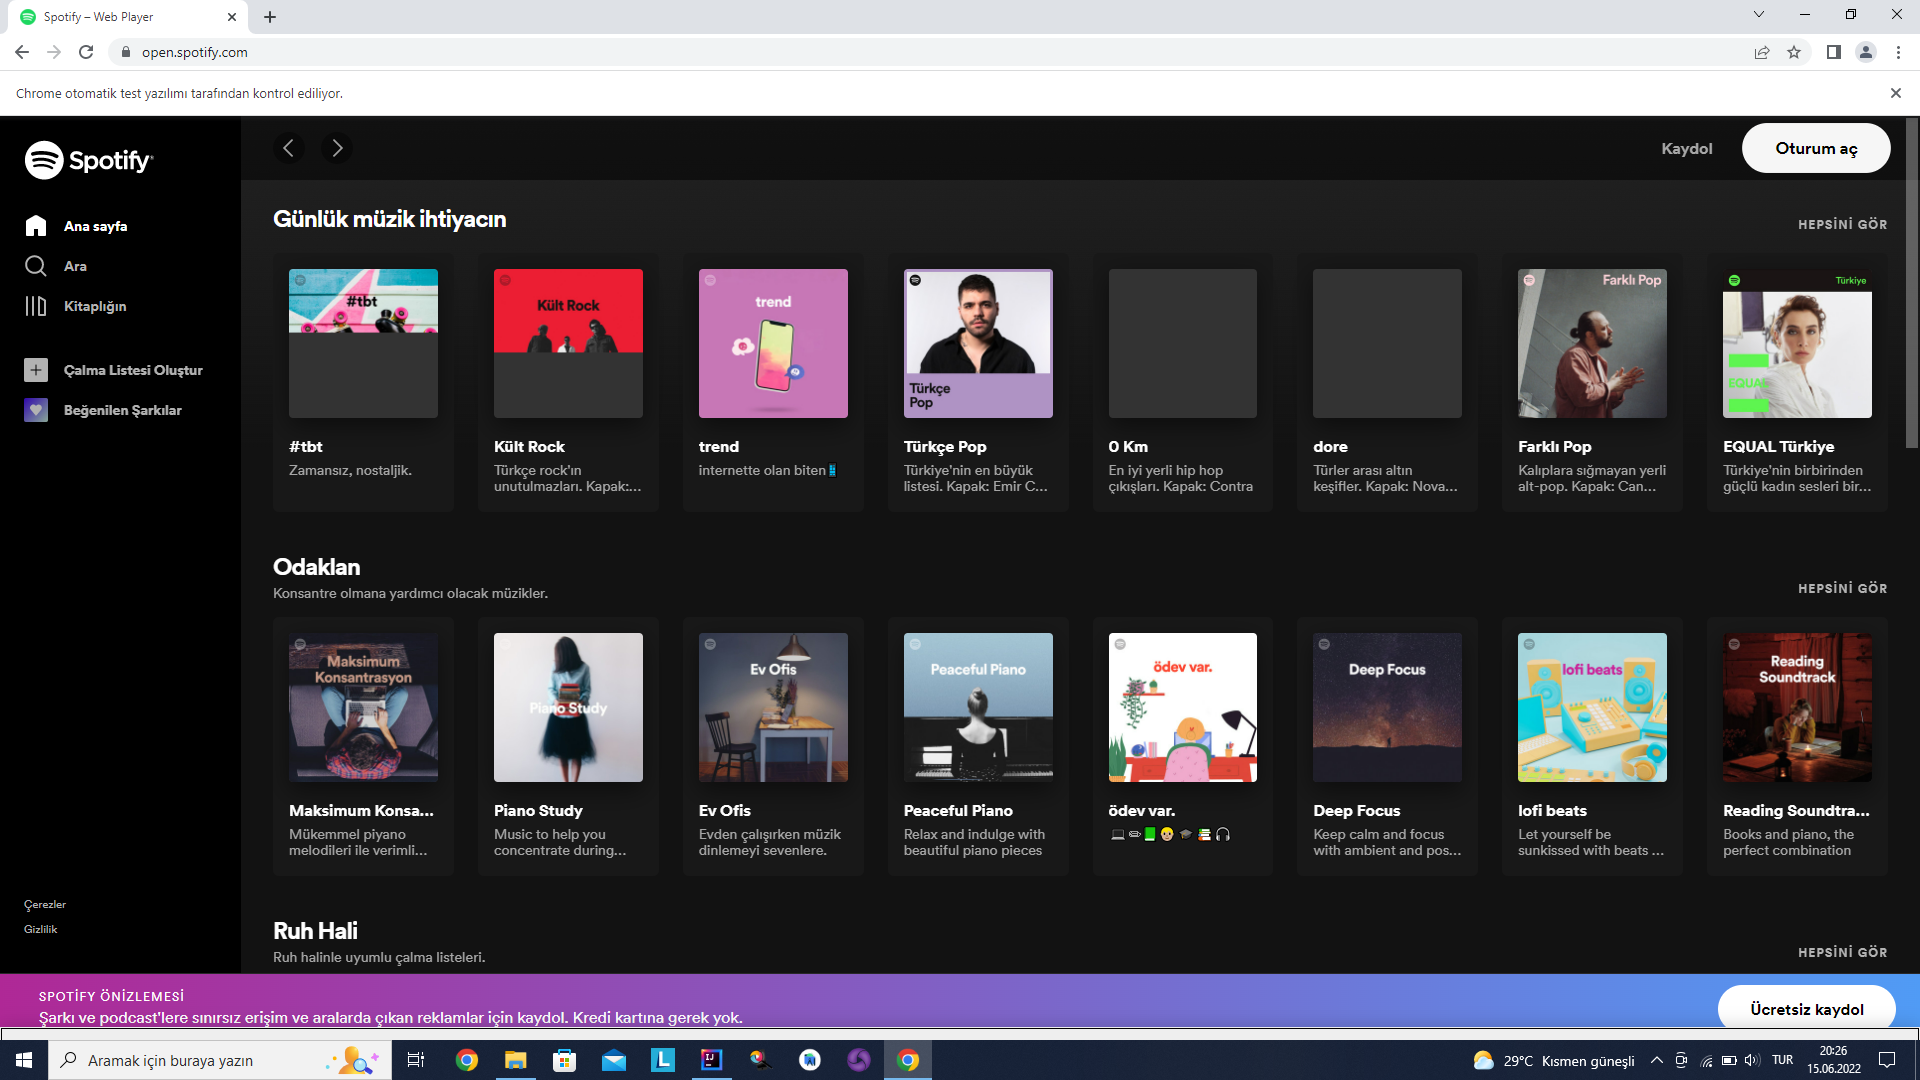 Spotify – Web Player
open.spotify.com
Chrome otomatik test yazılımı tarafından kontrol ediliyor.
Spotify
Kaydol
Oturum aç
Ana sayfa
Ara
Kitaplığın
Çalma Listesi Oluştur
Beğenilen Şarkılar
Çerezler
Gizlilik
Günlük müzik ihtiyacın
HEPSİNİ GÖR
#tbt
Kült Rock
trend
Türkçe
Pop
Farklı Pop
Türkiye
EQUAL
#tbt
Zamansız, nostaljik.
Kült Rock
Türkçe rock'ın
unutulmazları. Kapak:...
trend
internette olan biten
Türkçe Pop
Türkiye'nin en büyük
listesi. Kapak: Emir C...
0 Km
En iyi yerli hip hop
çıkışları. Kapak: Contra
dore
Türler arası altın
keşifler. Kapak: Nova...
Farklı Pop
Kalıplara sığmayan yerli
alt-pop. Kapak: Can...
EQUAL Türkiye
Türkiye'nin birbirinden
güçlü kadın sesleri bir...
Odaklan
Konsantre olmana yardımcı olacak müzikler.
HEPSİNİ GÖR
Maksimum
Konsantrasyon
Piano Study
Ev Ofis
Peaceful Piano
ödev var.
Deep Focus
lofi beats
Reading
Soundtrack
Maksimum Konsa...
Mükemmel piyano
melodileri ile verimli...
Piano Study
Music to help you
concentrate during...
Ev Ofis
Evden çalışırken müzik
dinlemeyi sevenlere.
Peaceful Piano
Relax and indulge with
beautiful piano pieces
ödev var.
Deep Focus
Keep calm and focus
with ambient and pos...
lofi beats
Let yourself be
sunkissed with beats ...
Reading Soundtra...
Books and piano, the
perfect combination
Ruh Hali
Ruh halinle uyumlu çalma listeleri.
HEPSİNİ GÖR
SPOTİFY ÖNİZLEMESİ
Şarkı ve podcast'lere sınırsız erişim ve aralarda çıkan reklamlar için kaydol. Kredi kartına gerek yok.
Ücretsiz kaydol
Aramak için buraya yazın
29°C Kısmen güneşli
TUR
20:26
15.06.2022